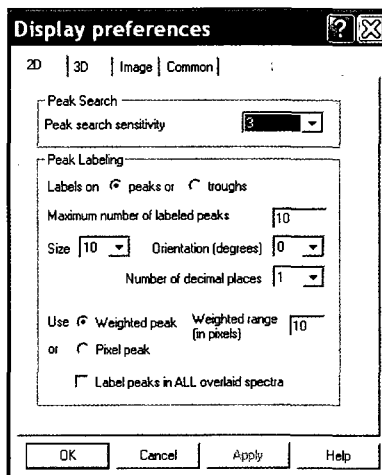 Display preferences ? X
2D 3D Image Common
Peak Search
Peak search sensitivity 3
Peak Labeling
Labels on peaks or troughs
Maximum number of labeled peaks 10
Size 10 Orientation (degrees) 0
Number of decimal places 1
Use Weighted peak Weighted range (in pixels) 10
or Pixel peak
Label peaks in ALL overlaid spectra
OK Cancel Apply Help